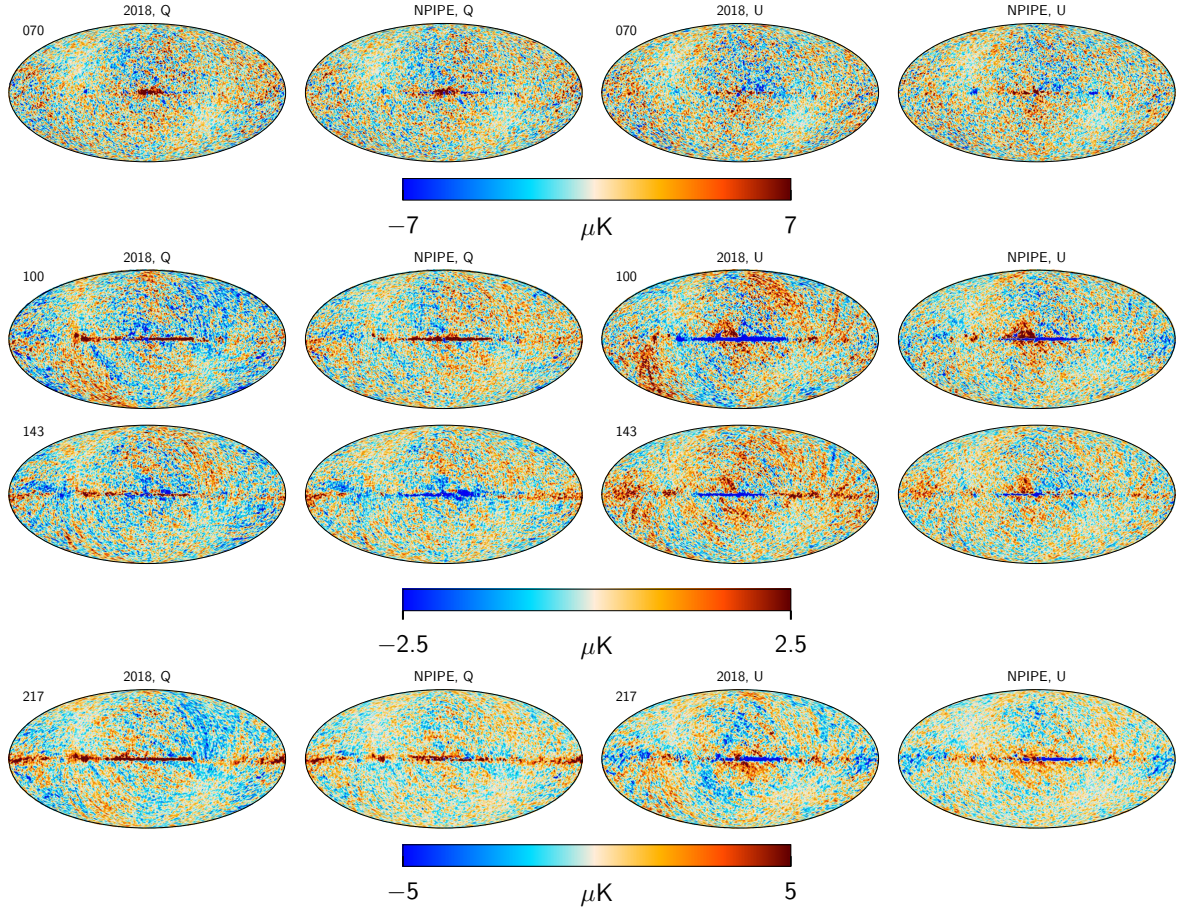 2018, Q NPIPE, Q 2018, U NPIPE, U
070 070
−7 μK 7
2018, Q NPIPE, Q 2018, U NPIPE, U
100 100
143 143
−2.5 μK 2.5
2018, Q NPIPE, Q 2018, U NPIPE, U
217 217
−5 μK 5